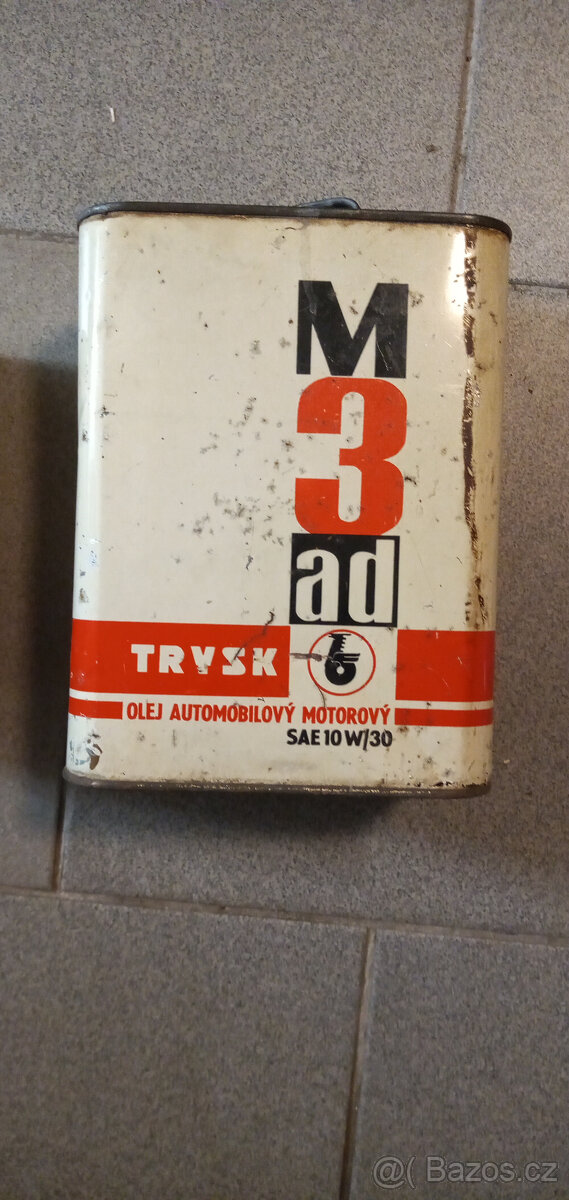 M
3
ad
TRYSK
OLEJ AUTOMOBILOVÝ MOTOROVÝ
SAE 10 W/30
@( Bazos.cz